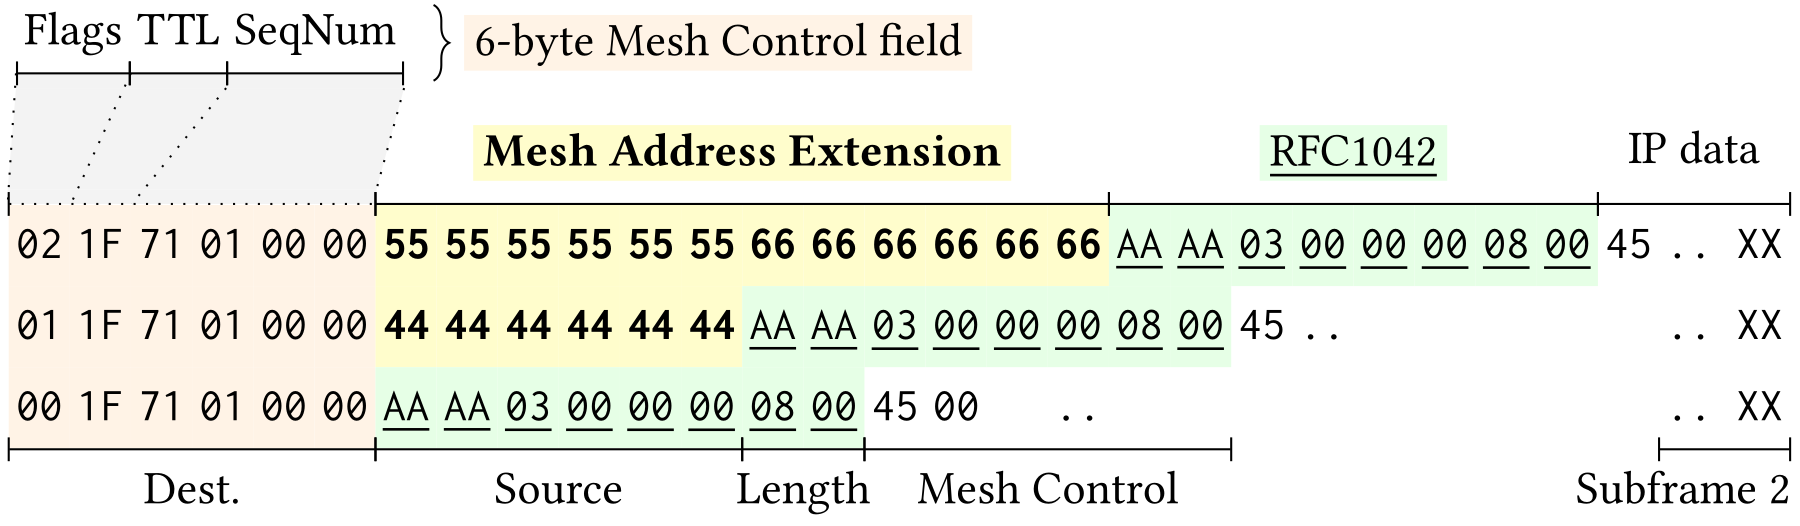 Flags TTL SeqNum } 6-byte Mesh Control field
Mesh Address Extension RFC1042 IP data
02 1F 71 01 00 00 55 55 55 55 55 55 66 66 66 66 66 66 AA AA 03 00 00 00 08 00 45 .. XX
01 1F 71 01 00 00 44 44 44 44 44 44 AA AA 03 00 00 00 08 00 45 .. .. XX
00 1F 71 01 00 00 AA AA 03 00 00 00 08 00 45 00 .. .. XX
Dest. Source Length Mesh Control Subframe 2